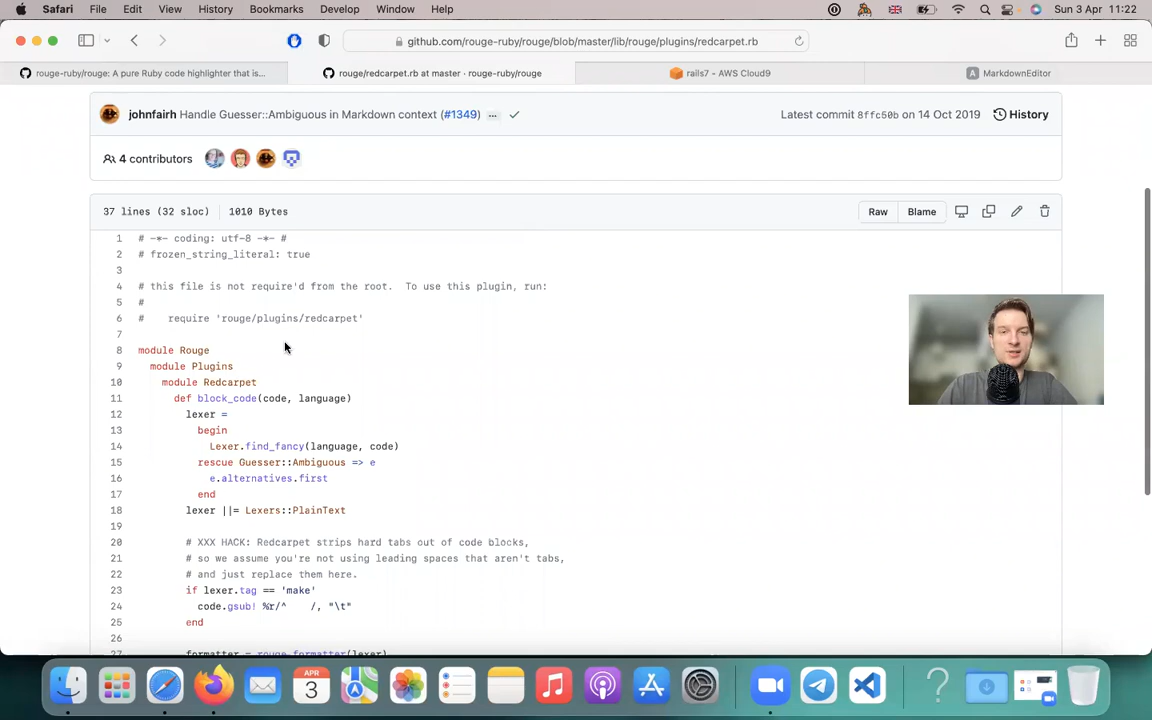 Safari File Edit View History Bookmarks Develop Window Help Sun 3 Apr 11:22
github.com/rouge-ruby/rouge/blob/master/lib/rouge/plugins/redcarpet.rb
rouge-ruby/rouge: A pure Ruby code highlighter that is... rouge/redcarpet.rb at master · rouge-ruby/rouge rails7 - AWS Cloud9 A MarkdownEditor
johnfairh Handle Guesser::Ambiguous in Markdown context (#1349) ... Latest commit 8ffc50b on 14 Oct 2019 History
4 contributors
37 lines (32 sloc) 1010 Bytes Raw Blame
1 # -*- coding: utf-8 -*- #
2 # frozen_string_literal: true
3
4 # this file is not require'd from the root.  To use this plugin, run:
5 #
6 #    require 'rouge/plugins/redcarpet'
7
8 module Rouge
9   module Plugins
10     module Redcarpet
11       def block_code(code, language)
12         lexer =
13           begin
14             Lexer.find_fancy(language, code)
15           rescue Guesser::Ambiguous => e
16             e.alternatives.first
17           end
18         lexer ||= Lexers::PlainText
19
20         # XXX HACK: Redcarpet strips hard tabs out of code blocks,
21         # so we assume you're not using leading spaces that aren't tabs,
22         # and just replace them here.
23         if lexer.tag == 'make'
24           code.gsub! %r/^    /, "\t"
25         end
26
27         formatter = rouge_formatter(lexer)
APR
3